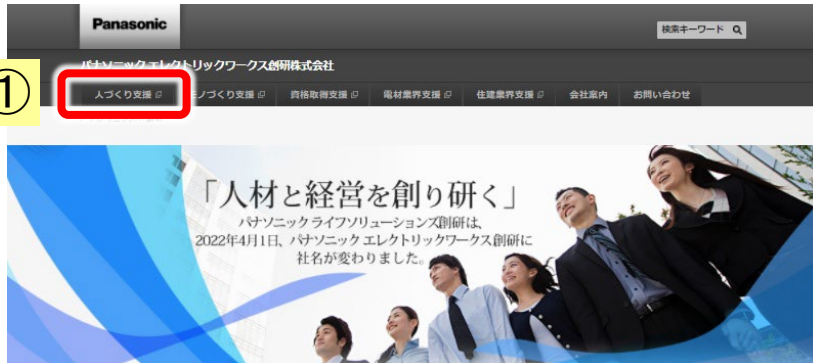 Panasonic
検索キーワード
パナソニック エレクトリックワークス創研株式会社
①
人づくり支援
モノづくり支援
資格取得支援
電材業界支援
住建業界支援
会社案内
お問い合わせ
「人材と経営を創り研く」
パナソニック ライフソリューションズ創研は、
2022年4月1日、パナソニック エレクトリックワークス創研に
社名が変わりました。